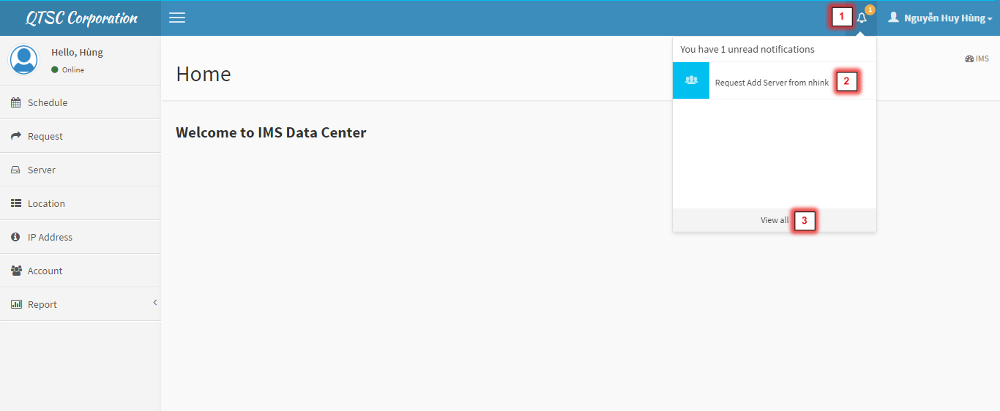 QTSC Corporation
1
1
Nguyễn Huy Hùng
Hello, Hùng
Online
Schedule
Request
Server
Location
IP Address
Account
Report
Home
IMS
Welcome to IMS Data Center
You have 1 unread notifications
Request Add Server from nhink
2
View all
3